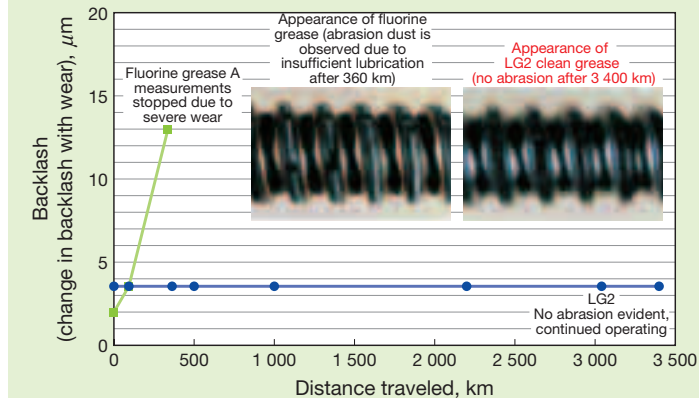 20
15
10
5
0
Backlash
(change in backlash with wear), μm
Fluorine grease A
measurements
stopped due to
severe wear
Appearance of fluorine
grease (abrasion dust is
observed due to
insufficient lubrication
after 360 km)
Appearance of
LG2 clean grease
(no abrasion after 3 400 km)
LG2
No abrasion evident,
continued operating
0
500
1 000
1 500
2 000
2 500
3 000
3 500
Distance traveled, km